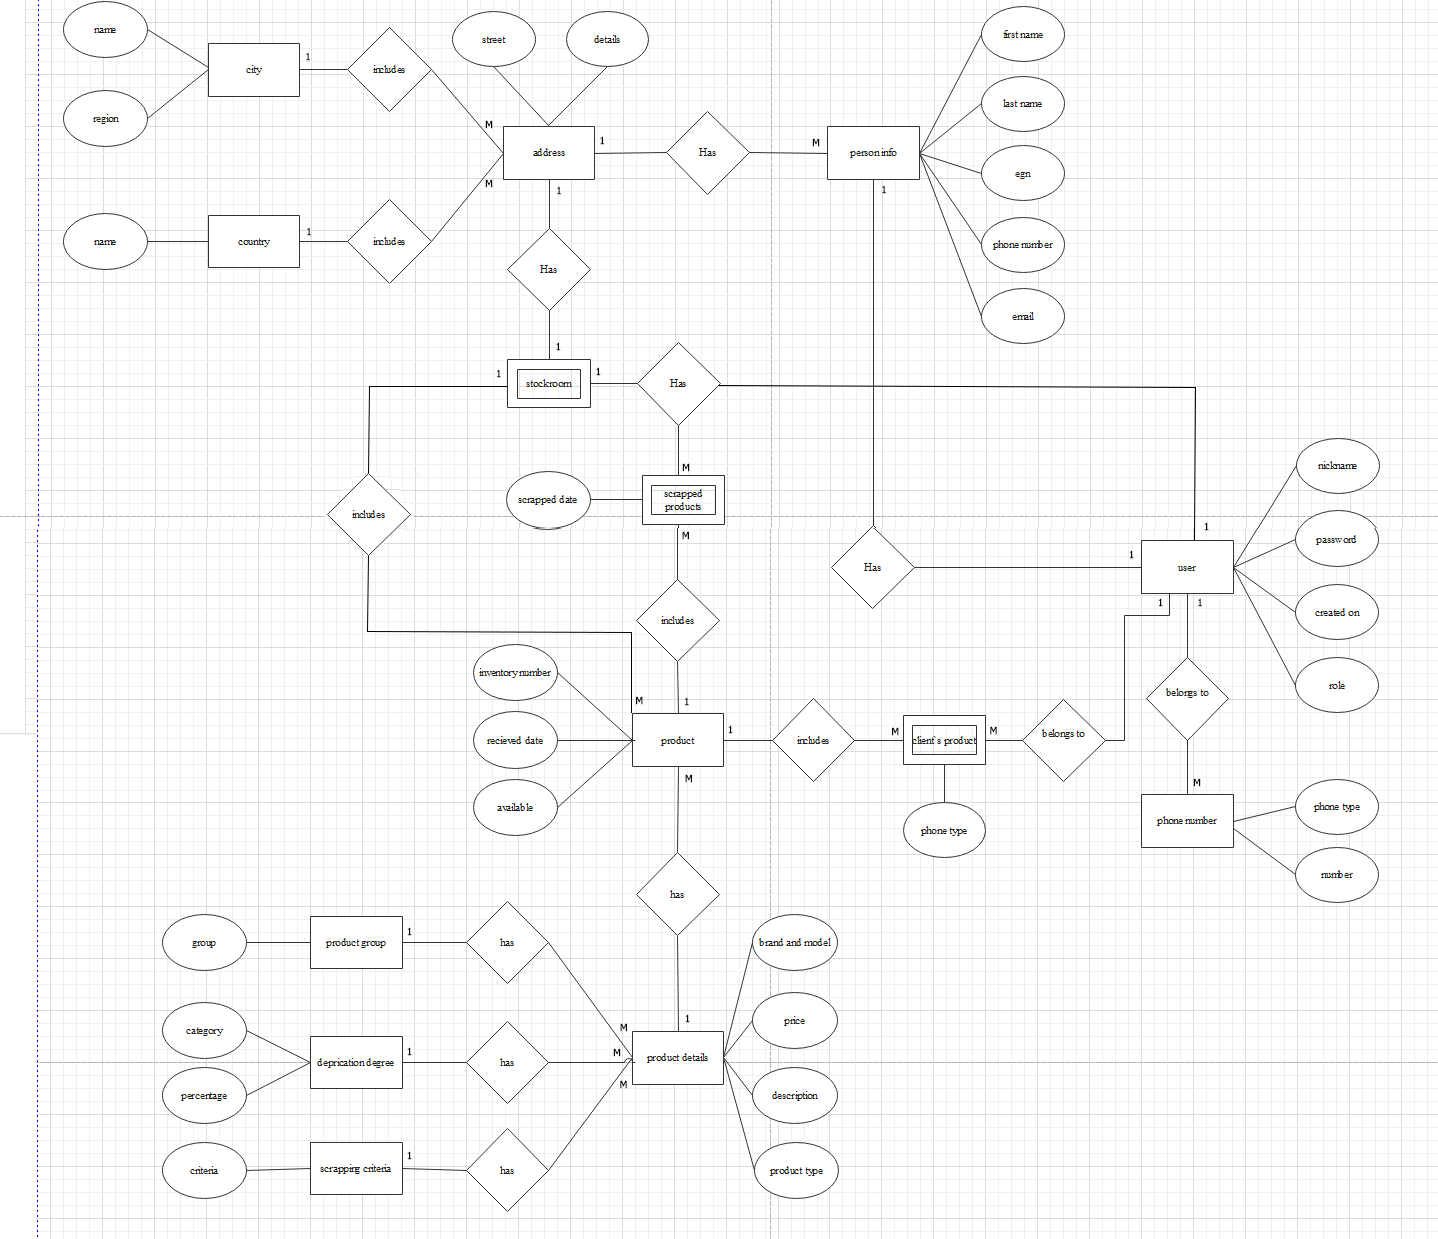 name
city
1
includes
region
street
details
M
address
1
Has
M
person info
first name
last name
egn
phone number
email
1
M
1
name
country
1
includes
Has
1
1
stockroom
1
Has
M
scrapped date
scrapped
products
M
includes
includes
1
Has
1
1
user
1
1
nickname
password
created on
role
inventory number
recieved date
available
M
1
product
1
M
includes
M
client's product
M
belongs to
phone type
belongs to
M
phone number
phone type
number
has
1
group
product group
1
has
M
category
percentage
deprication degree
1
has
M
criteria
scrapping criteria
1
has
M
product details
brand and model
price
description
product type